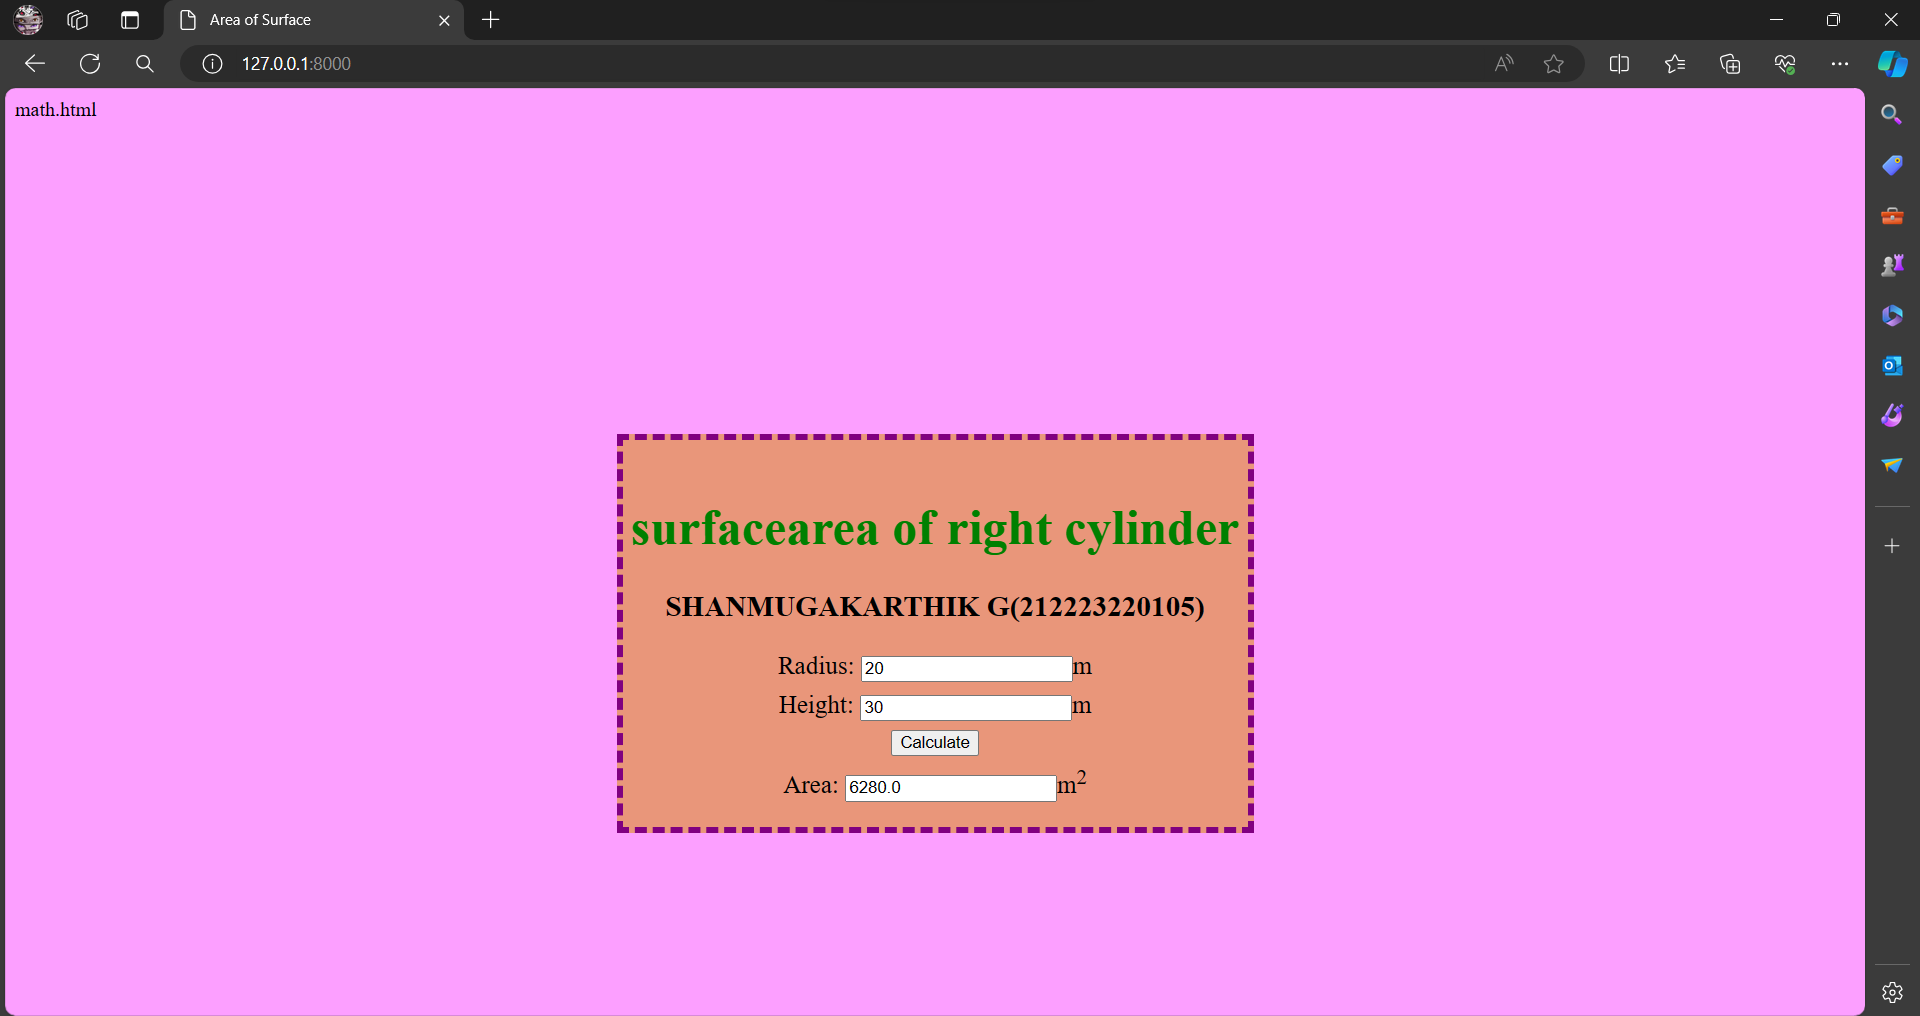 Area of Surface
127.0.0.1:8000
math.html
surfacearea of right cylinder
SHANMUGAKARTHIK G(212223220105)
Radius: 20 m
Height: 30 m
Calculate
Area: 6280.0 m²